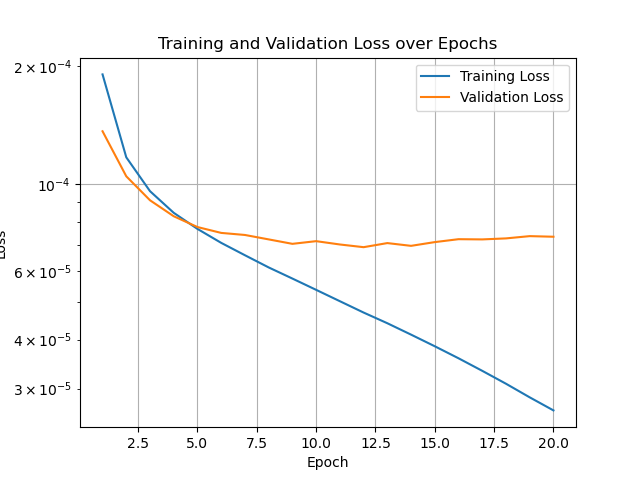 Training and Validation Loss over Epochs
Training Loss
Validation Loss
2 × 10⁻⁴
10⁻⁴
6 × 10⁻⁵
4 × 10⁻⁵
3 × 10⁻⁵
Loss
2.5 5.0 7.5 10.0 12.5 15.0 17.5 20.0
Epoch